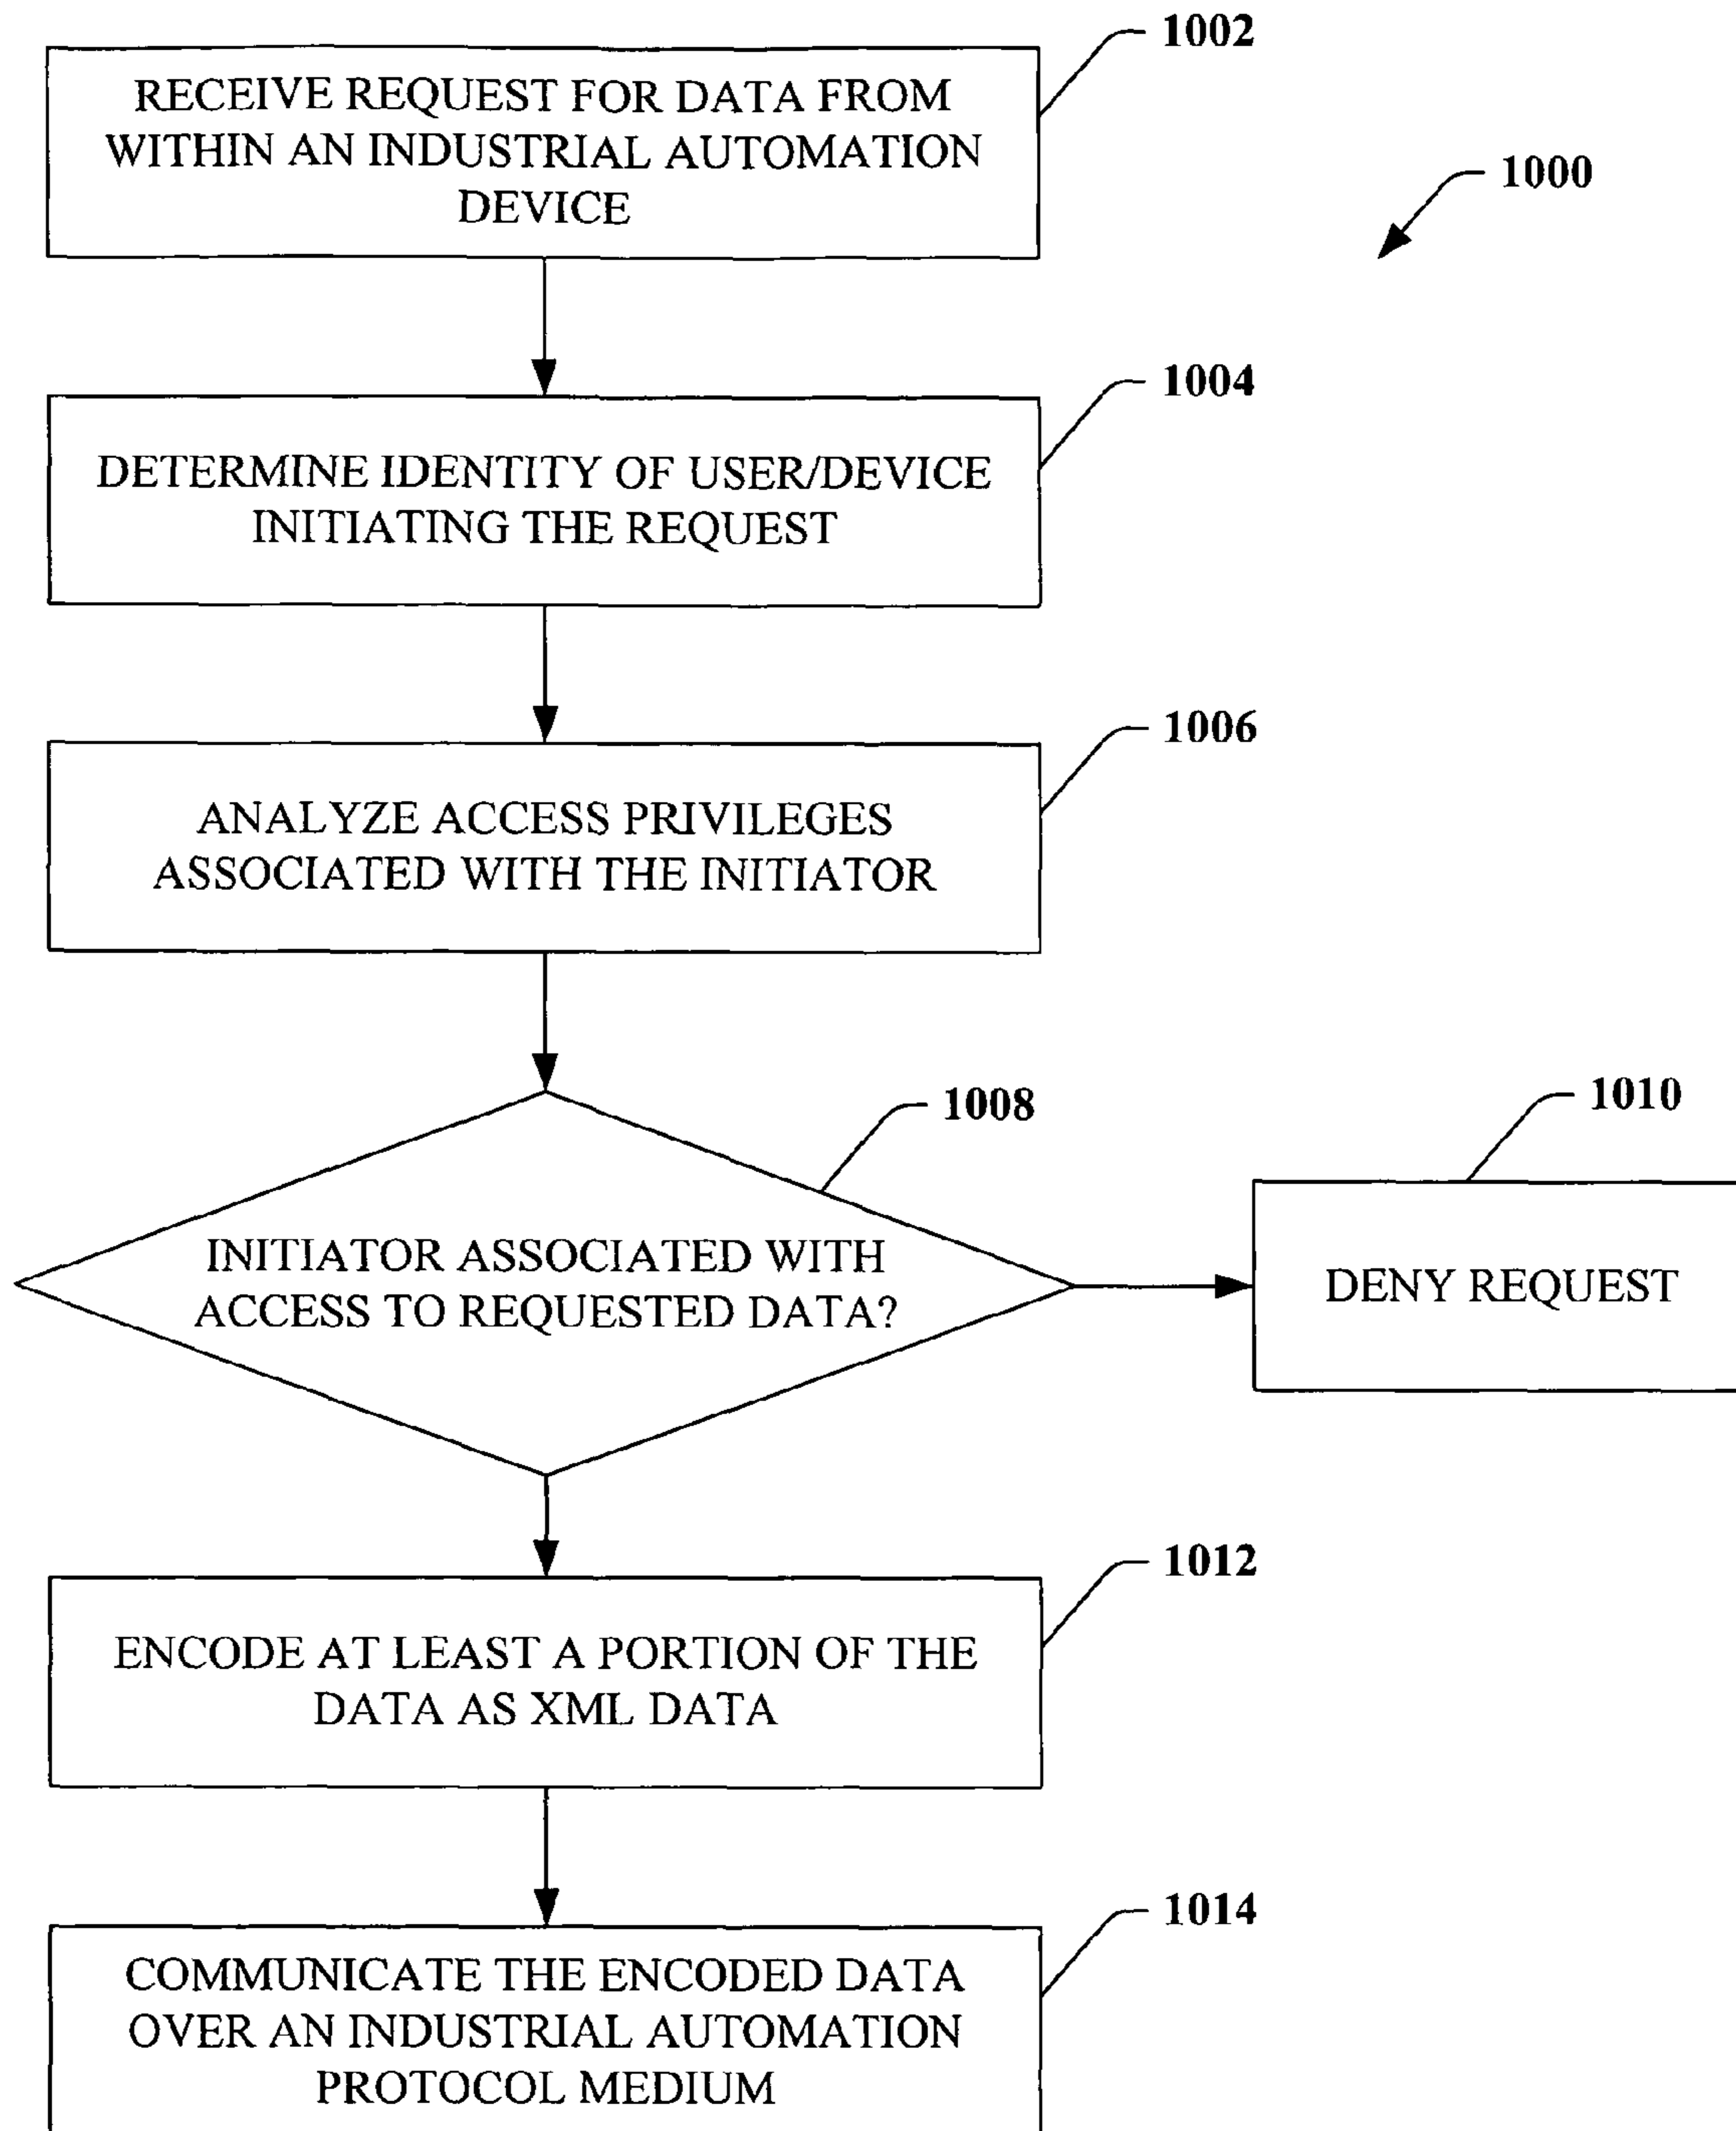 1002
RECEIVE REQUEST FOR DATA FROM
WITHIN AN INDUSTRIAL AUTOMATION
DEVICE
1000
1004
DETERMINE IDENTITY OF USER/DEVICE
INITIATING THE REQUEST
1006
ANALYZE ACCESS PRIVILEGES
ASSOCIATED WITH THE INITIATOR
1008
1010
INITIATOR ASSOCIATED WITH
ACCESS TO REQUESTED DATA?
DENY REQUEST
1012
ENCODE AT LEAST A PORTION OF THE
DATA AS XML DATA
1014
COMMUNICATE THE ENCODED DATA
OVER AN INDUSTRIAL AUTOMATION
PROTOCOL MEDIUM